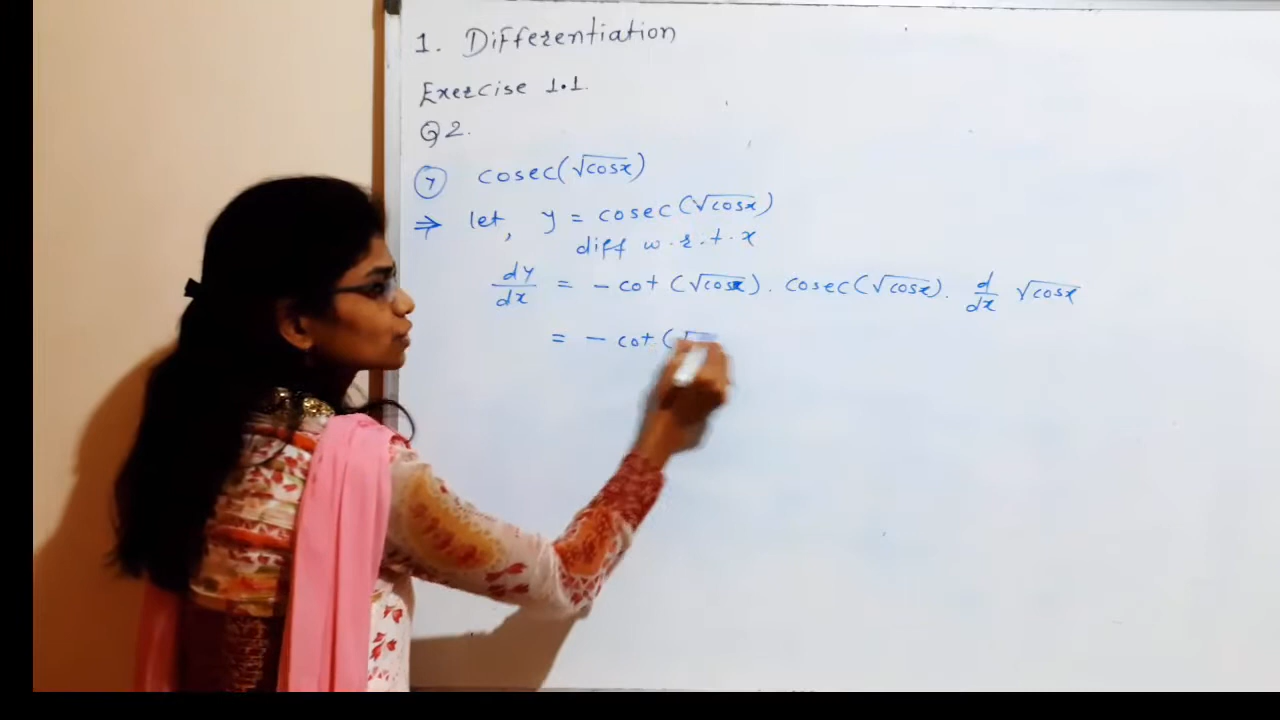 1. Differentiation
Exercise 1.1
Q 2.
7 cosec(√cosx)
⇒ let, y = cosec (√cosx)
diff w.r.t. x
dy/dx = - cot (√cosx). cosec(√cosx). d/dx √cosx
= - cot (√